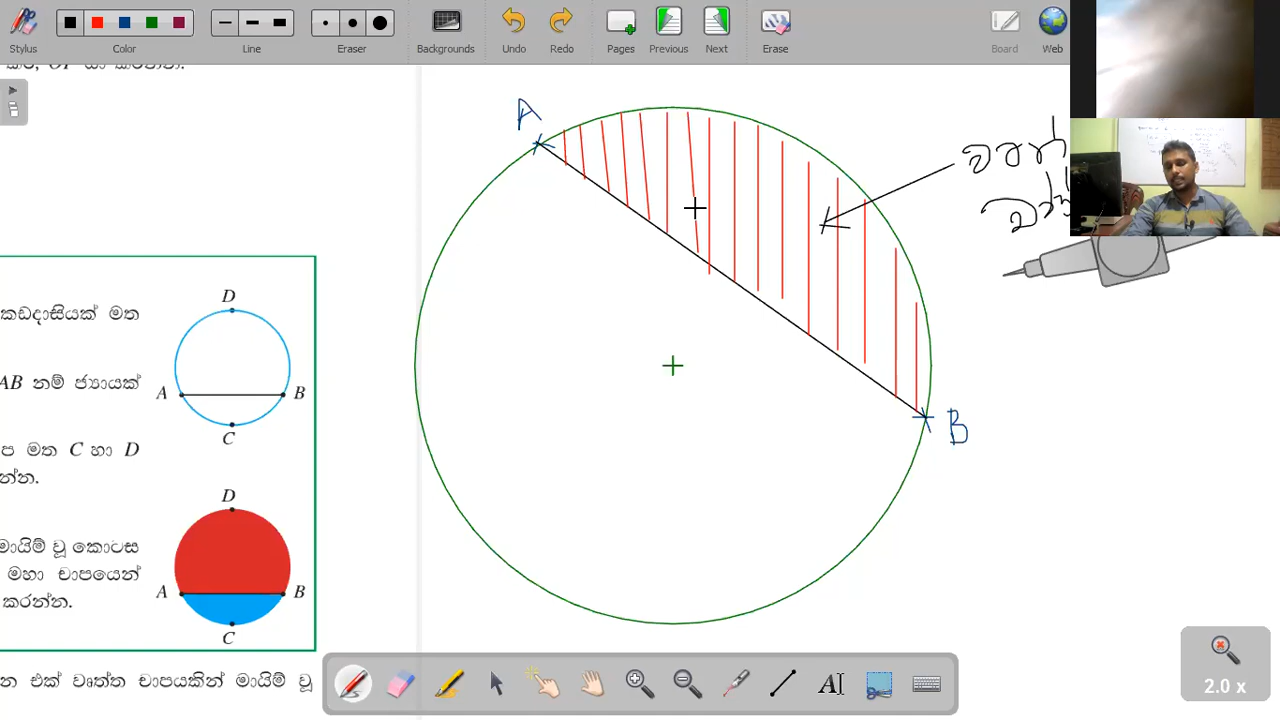 Stylus
Color
Line
Eraser
Backgrounds
Undo
Redo
Pages
Previous
Next
Erase
Board
Web
A
B
කඩදාසියක් මත
AB නම් ජ්‍යායක්
ප මත C හා D
න්න.
D
A
B
C
මායිම් වූ කොටස
මහා චාපයෙන්
කරන්න.
D
A
B
C
න එක් වෘත්ත චාපයකින් මායිම් වූ
2.0 x